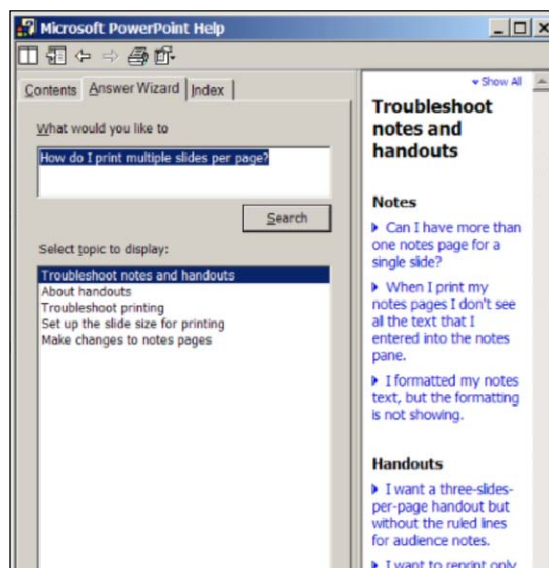 Microsoft PowerPoint Help
Contents
Answer Wizard
Index
What would you like to
How do I print multiple slides per page?
Search
Select topic to display:
Troubleshoot notes and handouts
About handouts
Troubleshoot printing
Set up the slide size for printing
Make changes to notes pages
Show All
Troubleshoot
notes and
handouts
Notes
Can I have more than
one notes page for a
single slide?
When I print my
notes pages I don't see
all the text that I
entered into the notes
pane.
I formatted my notes
text, but the formatting
is not showing.
Handouts
I want a three-slides-
per-page handout but
without the ruled lines
for audience notes.
I want to reprint only